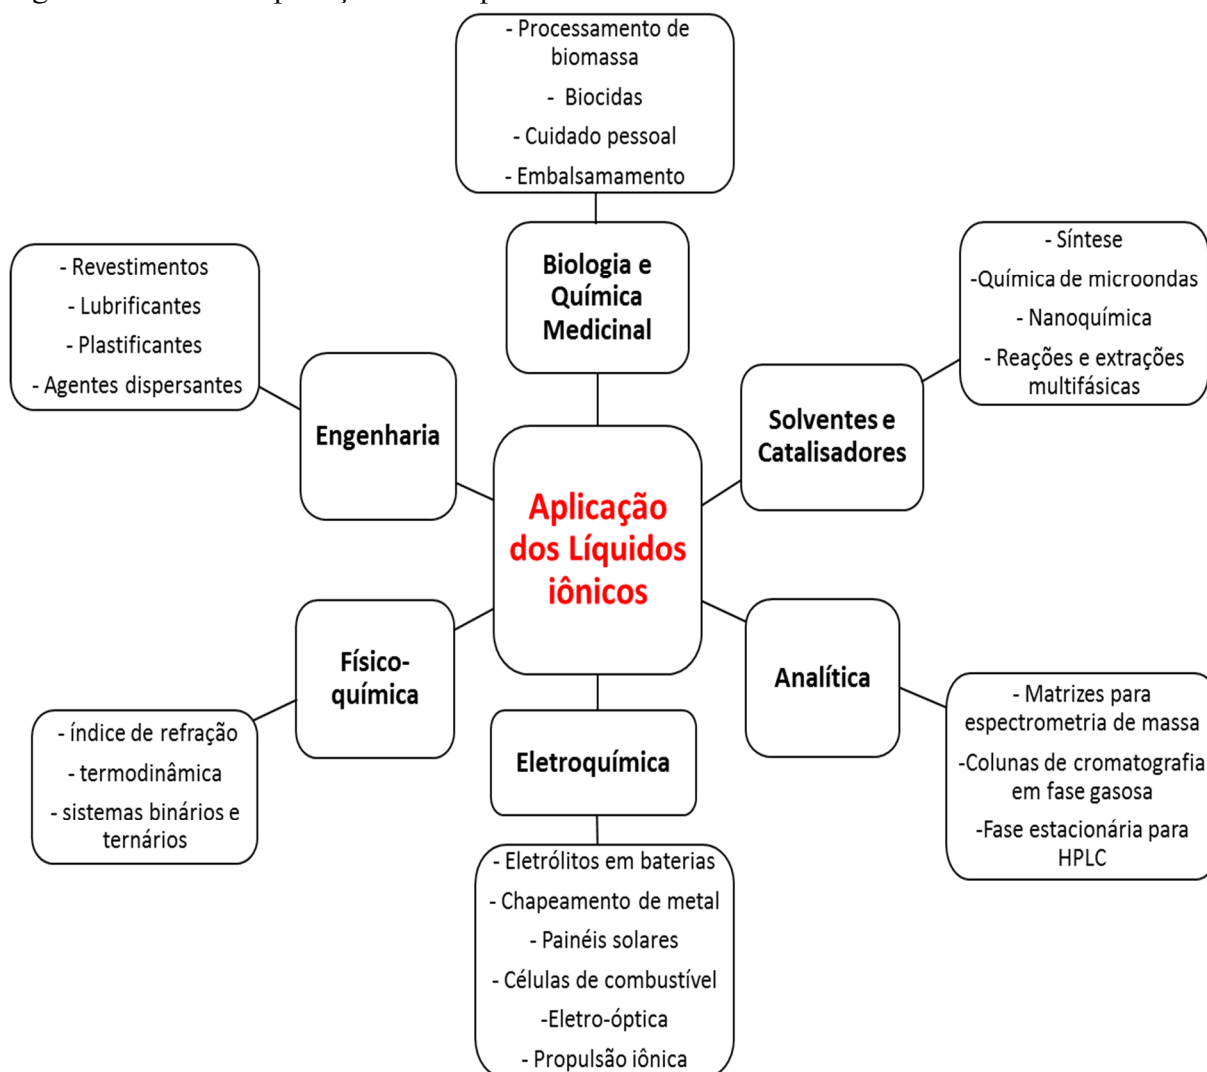 - Processamento de
biomassa
- Biocidas
- Cuidado pessoal
- Embalsamamento
Biologia e
Química
Medicinal
- Revestimentos
- Lubrificantes
- Plastificantes
- Agentes dispersantes
Engenharia
- Síntese
-Química de microondas
- Nanoquímica
- Reações e extrações
multifásicas
Solventes e
Catalisadores
Aplicação
dos Líquidos
iônicos
Físico-
química
- índice de refração
- termodinâmica
- sistemas binários e
ternários
Eletroquímica
- Eletrólitos em baterias
- Chapeamento de metal
- Painéis solares
- Células de combustível
-Eletro-óptica
- Propulsão iônica
Analítica
- Matrizes para
espectrometria de massa
-Colunas de cromatografia
em fase gasosa
-Fase estacionária para
HPLC